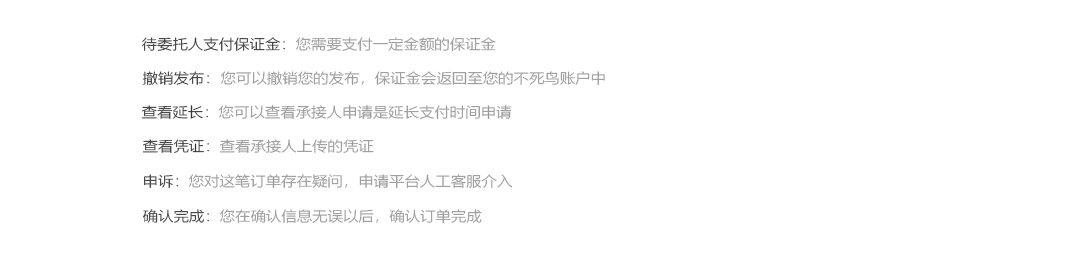 待委托人支付保证金：您需要支付一定金额的保证金
撤销发布：您可以撤销您的发布，保证金会返回至您的不死鸟账户中
查看延长：您可以查看承接人申请是延长支付时间申请
查看凭证：查看承接人上传的凭证
申诉：您对这笔订单存在疑问，申请平台人工客服介入
确认完成：您在确认信息无误以后，确认订单完成